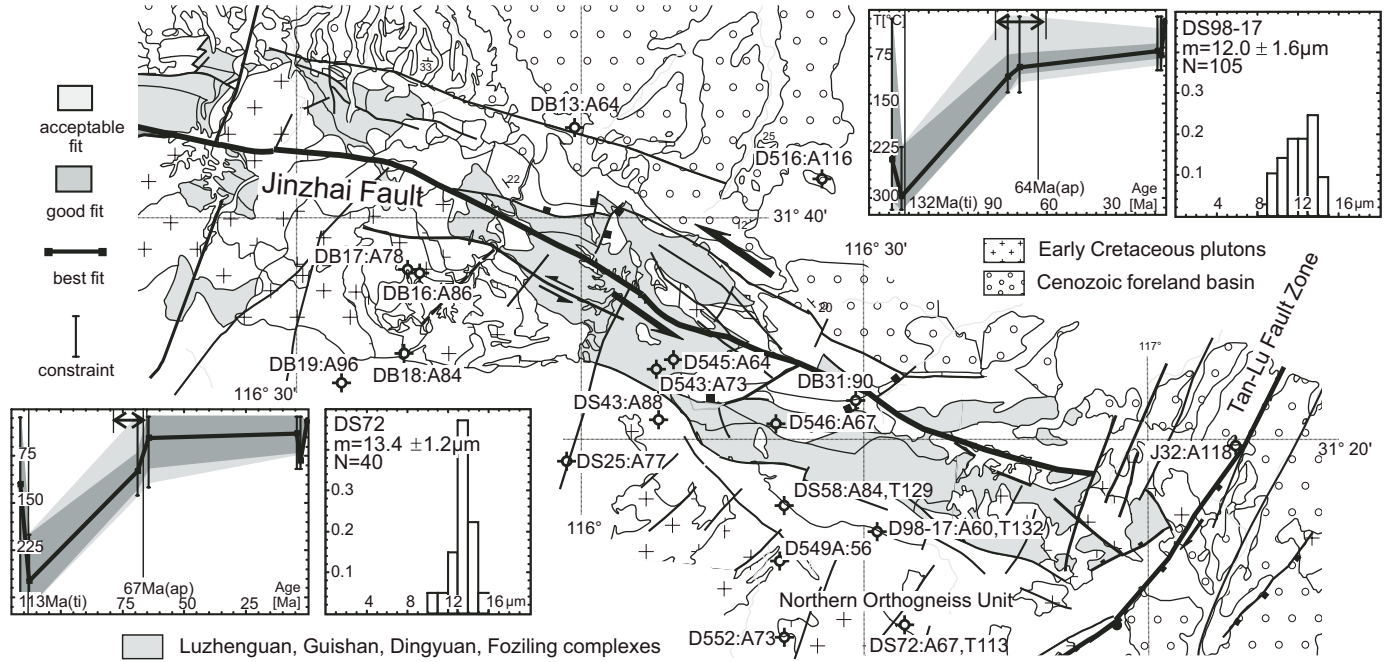 T[°C]
75
150
225
300
132Ma(ti)
90
64Ma(ap)
60
30
Age
[Ma]
DS98-17
m=12.0 ± 1.6µm
N=105
0.3
0.2
0.1
4
8
12
16µm
acceptable
fit
good fit
best fit
constraint
33
DB13:A64
25
D516:A116
22
Jinzhai Fault
12
31° 40'
116° 30'
Early Cretaceous plutons
Cenozoic foreland basin
DB17:A78
DB16:A86
20
Tan-Lu Fault Zone
117°
DB19:A96
DB18:A84
116° 30'
D545:A64
D543:A73
DB31:90
DS43:A88
D546:A67
J32:A118
31° 20'
DS25:A77
DS58:A84,T129
116°
D98-17:A60,T132)
D549A:56
Northern Orthogneiss Unit
D552:A73
DS72:A67,T113
75
150
225
113Ma(ti)
67Ma(ap)
75
50
25
Age
[Ma]
DS72
m=13.4 ±1.2µm
N=40
0.3
0.2
0.1
4
8
12
16µm
Luzhenguan, Guishan, Dingyuan, Foziling complexes